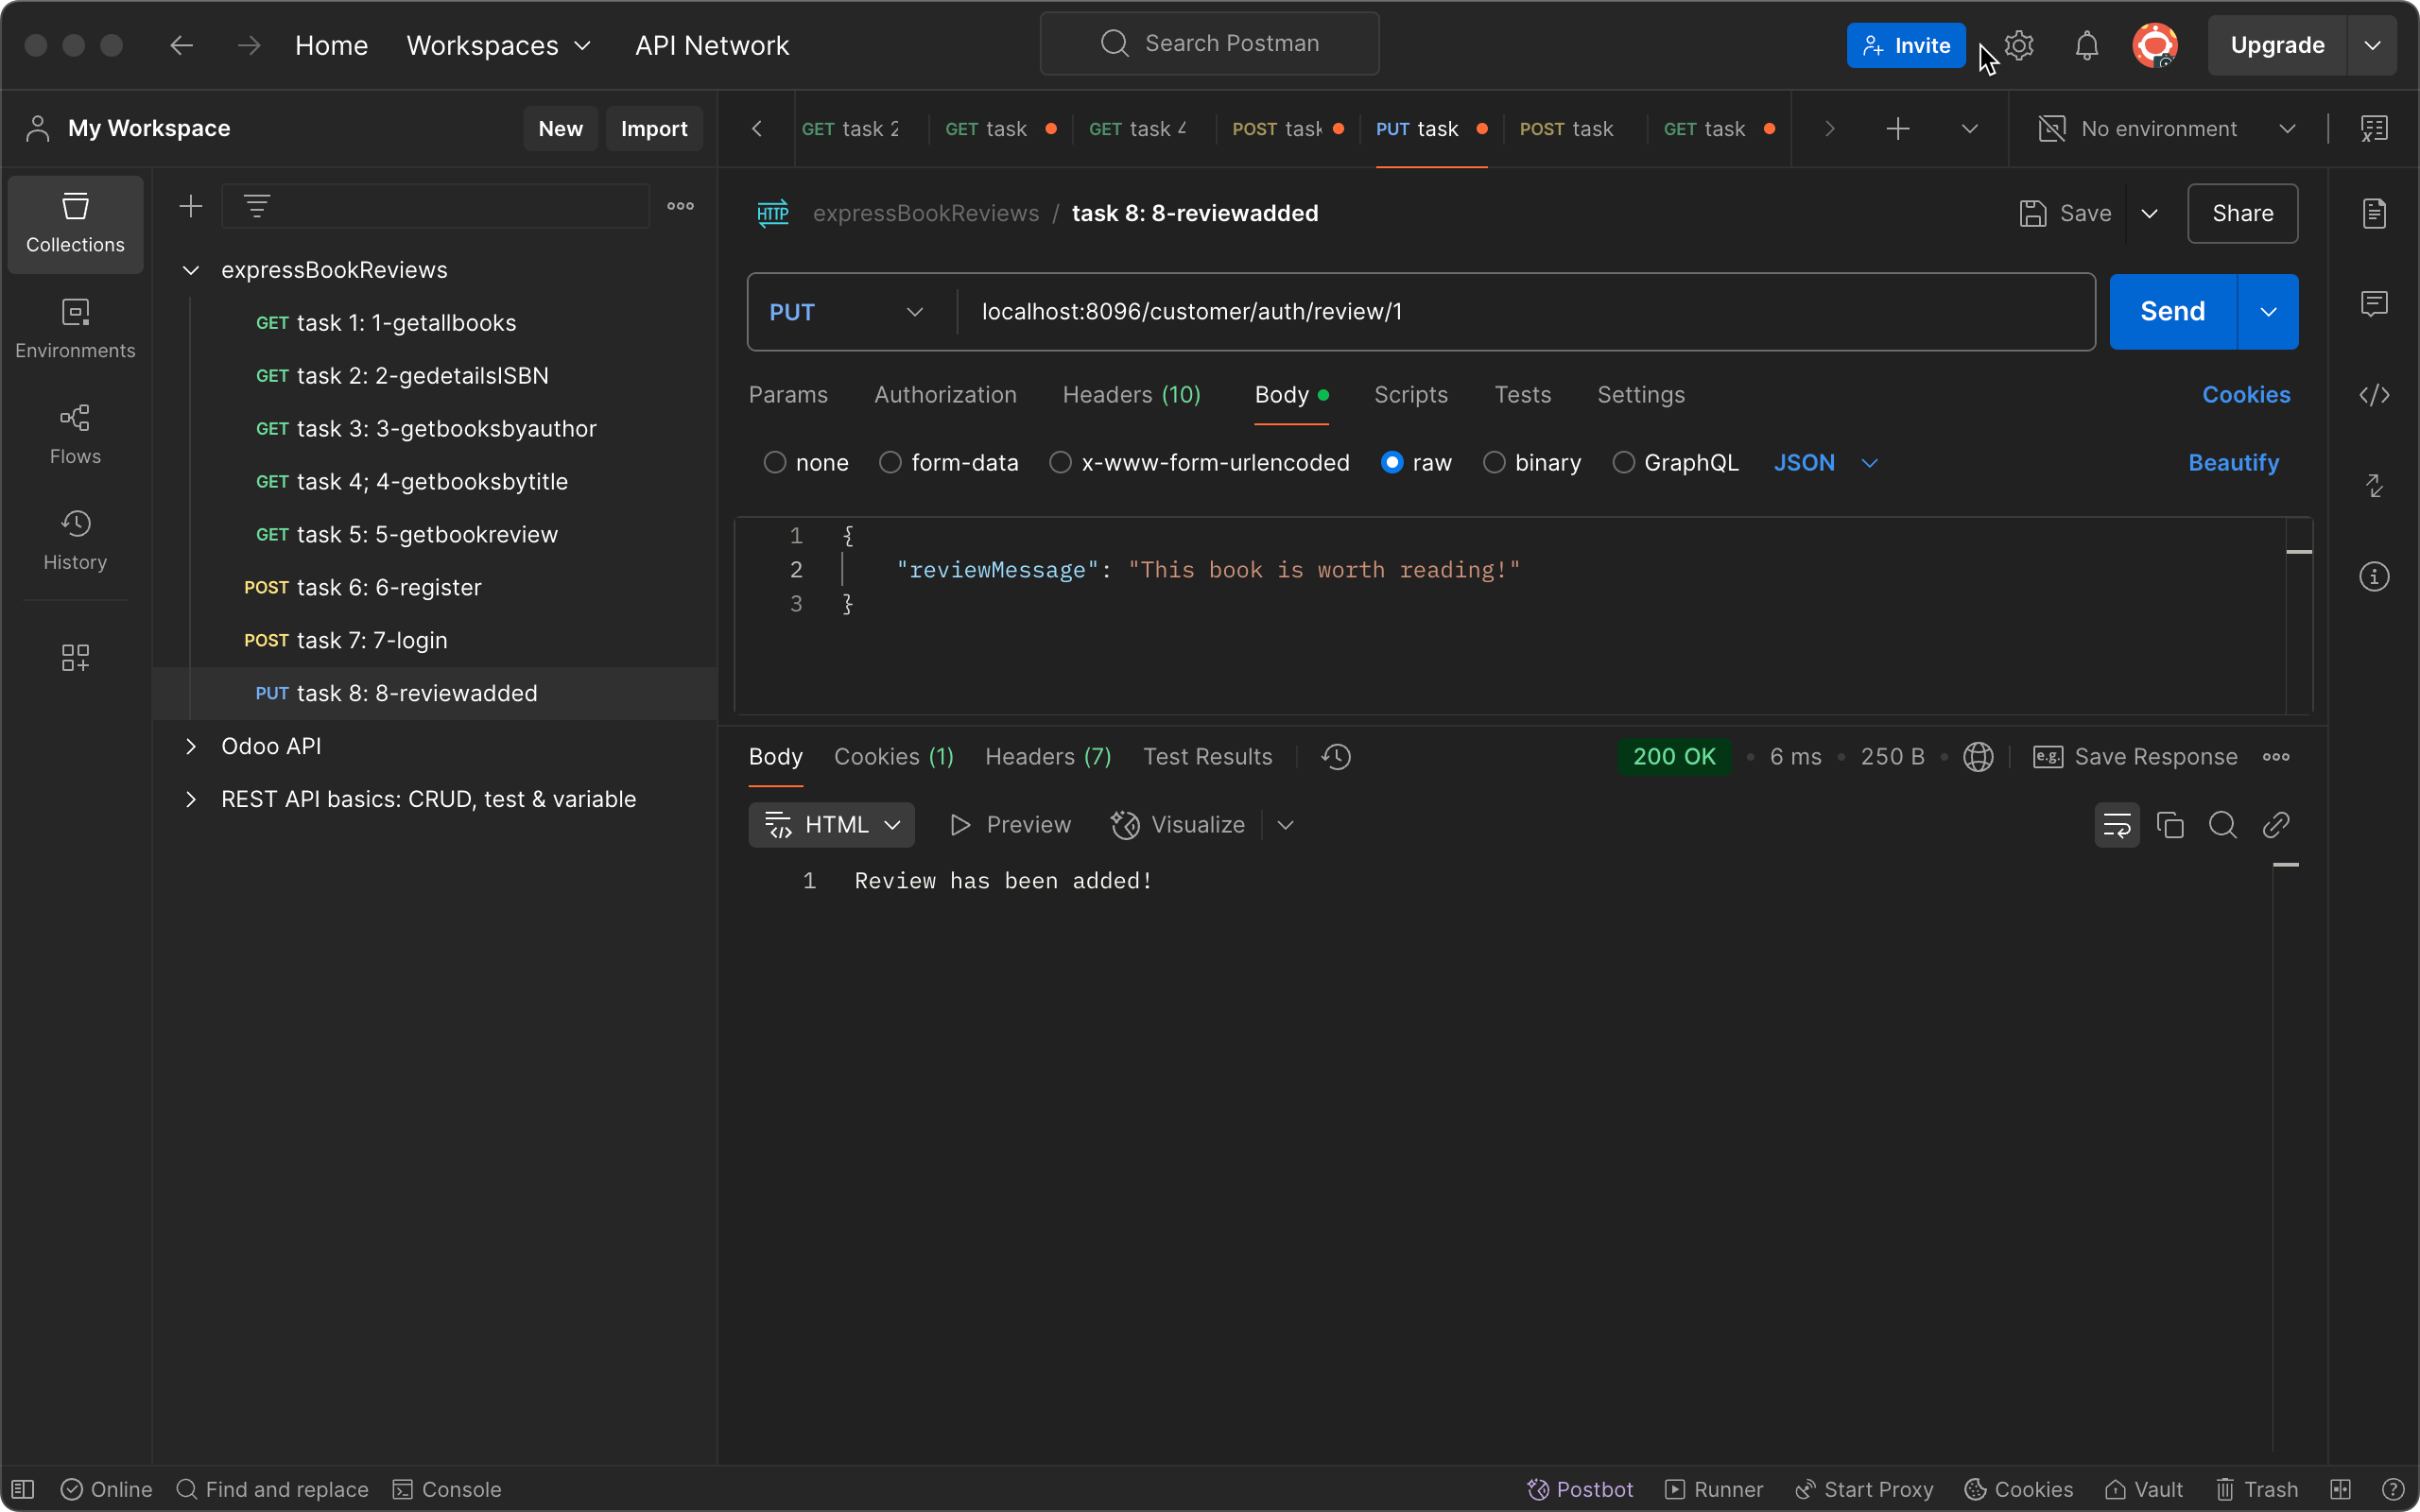 Home Workspaces API Network Search Postman Invite Upgrade
My Workspace New Import GET task 2 GET task GET task 4 POST task PUT task POST task GET task No environment
Collections
Environments
Flows
History
expressBookReviews
GET task 1: 1-getallbooks
GET task 2: 2-gedetailsISBN
GET task 3: 3-getbooksbyauthor
GET task 4; 4-getbooksbytitle
GET task 5: 5-getbookreview
POST task 6: 6-register
POST task 7: 7-login
PUT task 8: 8-reviewadded
Odoo API
REST API basics: CRUD, test & variable
HTTP expressBookReviews / task 8: 8-reviewadded Save Share
PUT localhost:8096/customer/auth/review/1 Send
Params Authorization Headers (10) Body Scripts Tests Settings Cookies
none form-data x-www-form-urlencoded raw binary GraphQL JSON Beautify
1 {
2 "reviewMessage": "This book is worth reading!"
3 }
Body Cookies (1) Headers (7) Test Results 200 OK • 6 ms • 250 B • e.g. Save Response
HTML Preview Visualize
1 Review has been added!
Online Find and replace Console Postbot Runner Start Proxy Cookies Vault Trash